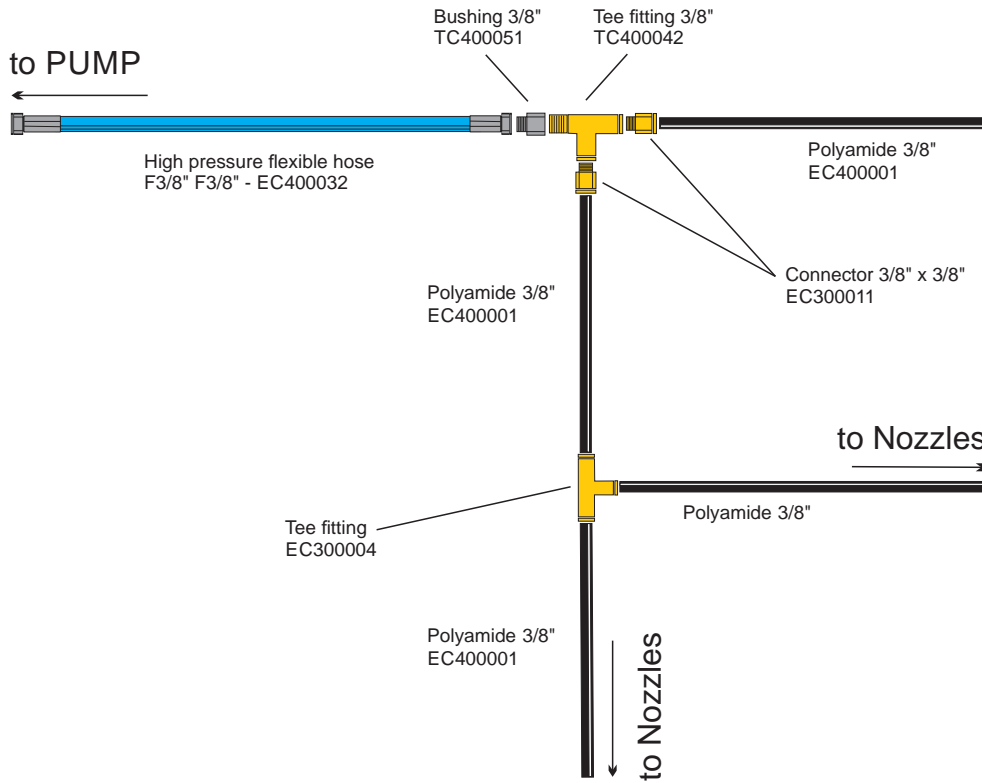 Bushing 3/8"
TC400051
Tee fitting 3/8"
TC400042
to PUMP
High pressure flexible hose
F3/8" F3/8" - EC400032
Polyamide 3/8"
EC400001
Polyamide 3/8"
EC400001
Connector 3/8" x 3/8"
EC300011
to Nozzles
Polyamide 3/8"
Tee fitting
EC300004
Polyamide 3/8"
EC400001
to Nozzles